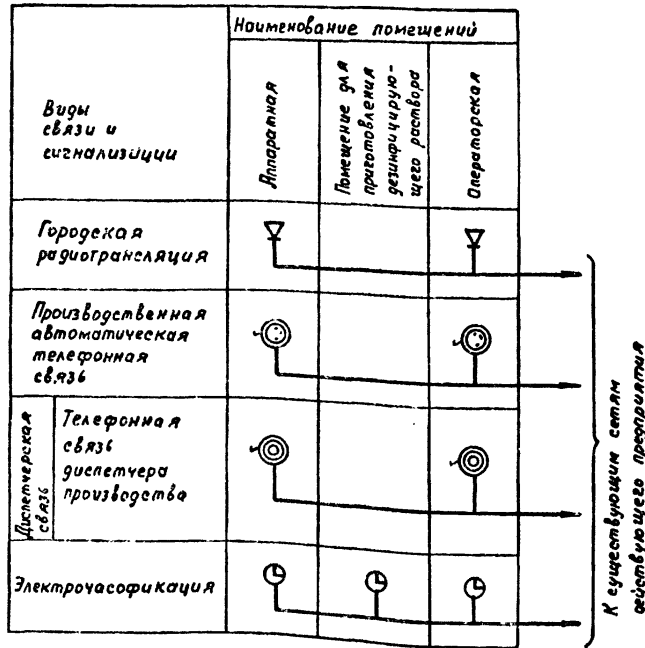 Наименование помещений
Виды
связи и
сигнализации
Аппаратная
Помещение для
приготовления
дезинфицирую-
щего раствора
Операторская
Городская
радиотрансляция
Производственная
автоматическая
телефонная
связь
Диспетчерская
связь
Телефонная
связь
диспетчера
производства
Электрочасофикация
К существующим сетям
действующего предприятия